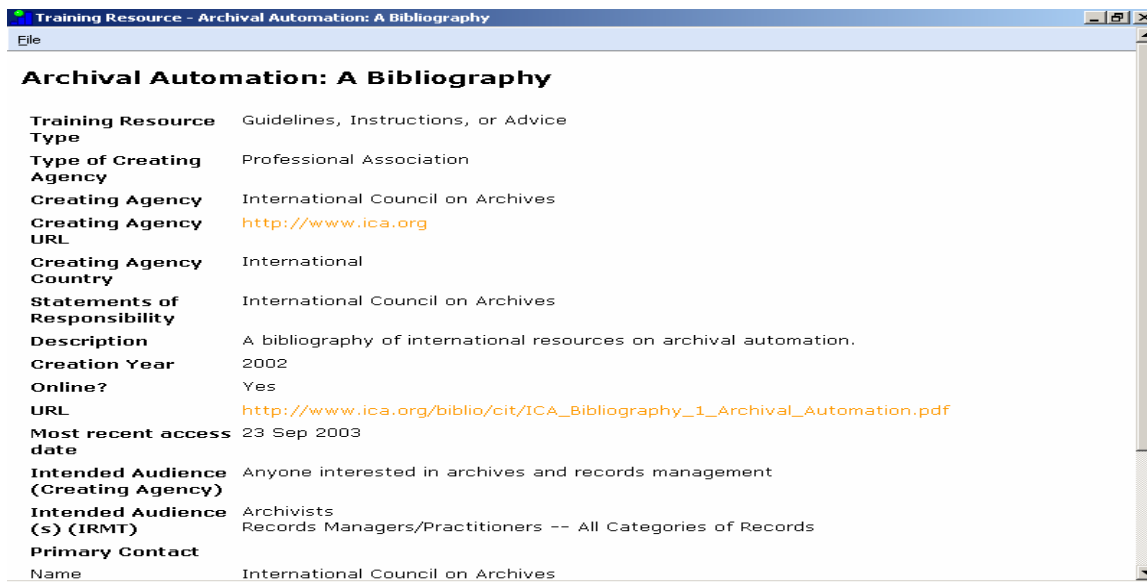 Training Resource - Archival Automation: A Bibliography
File
Archival Automation: A Bibliography
Training Resource Guidelines, Instructions, or Advice
Type
Type of Creating Professional Association
Agency
Creating Agency International Council on Archives
Creating Agency http://www.ica.org
URL
Creating Agency International
Country
Statements of International Council on Archives
Responsibility
Description A bibliography of international resources on archival automation.
Creation Year 2002
Online? Yes
URL http://www.ica.org/biblio/cit/ICA_Bibliography_1_Archival_Automation.pdf
Most recent access 23 Sep 2003
date
Intended Audience Anyone interested in archives and records management
(Creating Agency)
Intended Audience Archivists
(s) (IRMT) Records Managers/Practitioners -- All Categories of Records
Primary Contact
Name International Council on Archives